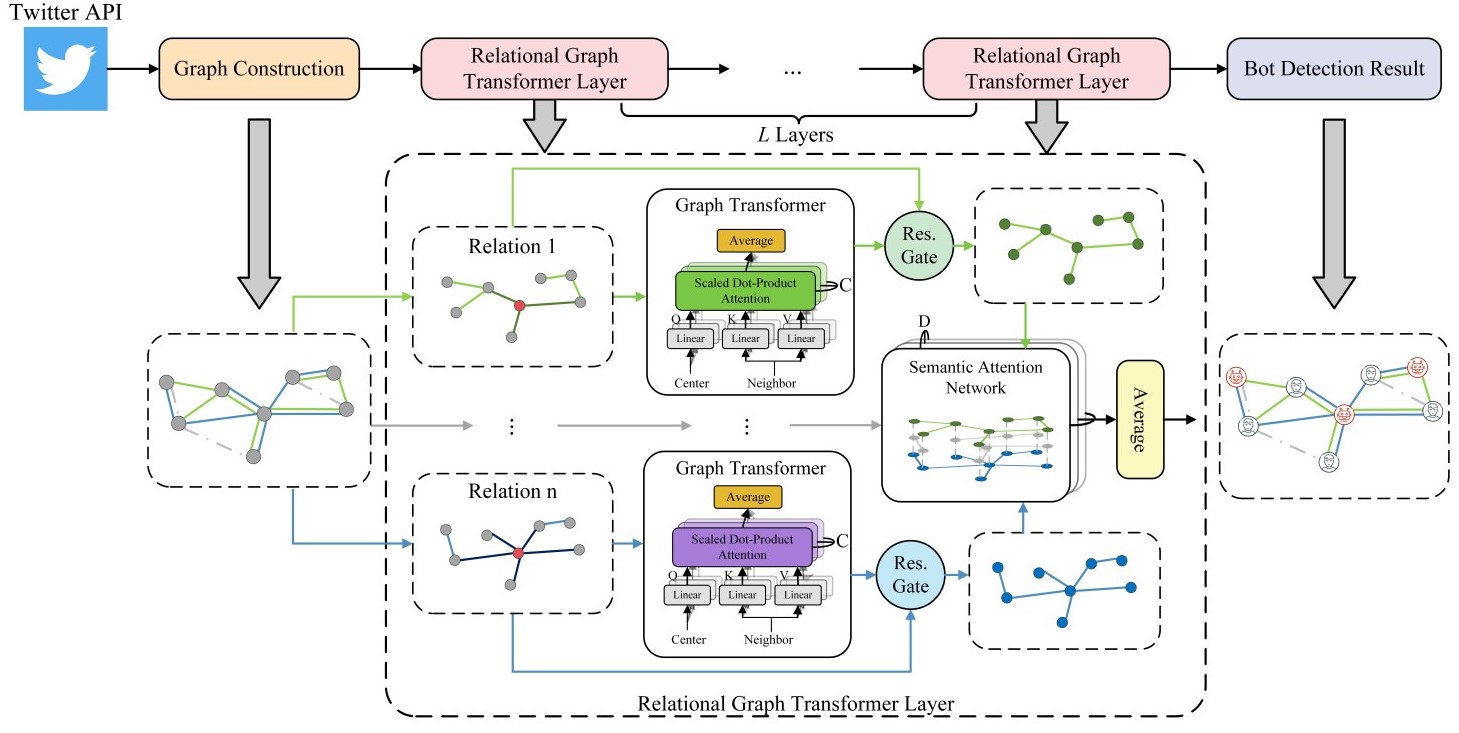 Twitter API
Graph Construction
Relational Graph
Transformer Layer
...
Relational Graph
Transformer Layer
Bot Detection Result
L Layers
Relation 1
Graph Transformer
Average
Scaled Dot-Product
Attention
C
Q
K
V
Linear
Linear
Linear
Center
Neighbor
Res.
Gate
D
Semantic Attention
Network
Average
Relation n
Graph Transformer
Average
Scaled Dot-Product
Attention
C
Q
K
V
Linear
Linear
Linear
Center
Neighbor
Res.
Gate
Relational Graph Transformer Layer